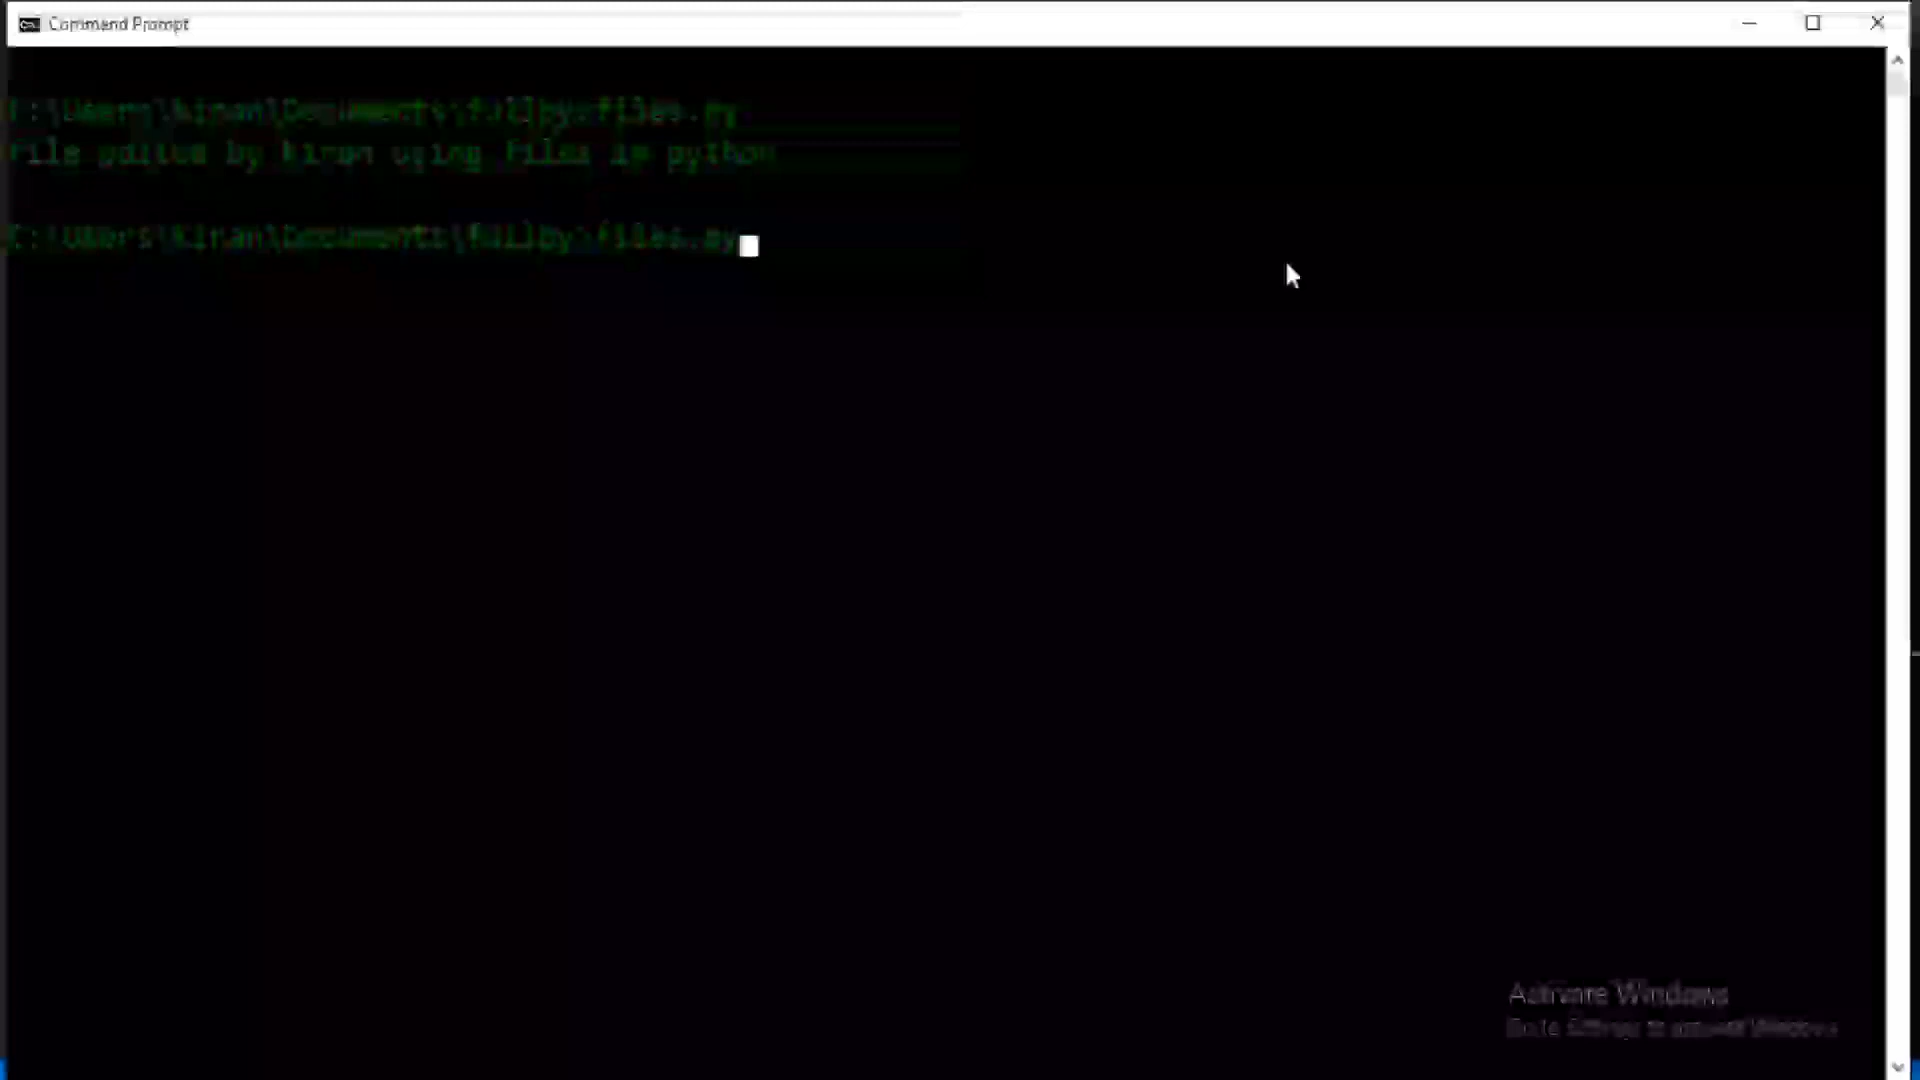 Command Prompt
C:\Users\kiran\Documents\fullpy>files.py
File edited by kiran using files in python
C:\Users\Kiran\Documents\fullpy>files.py
Activate Windows
Go to Settings to activate Windows.